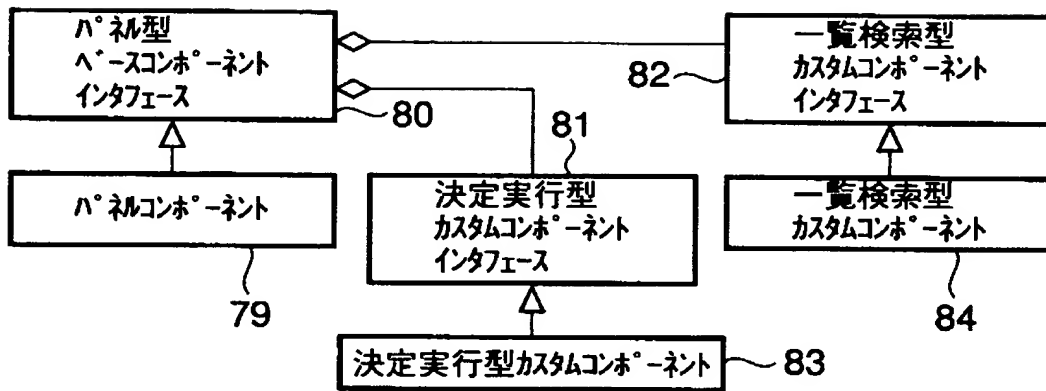 パネル型
ベースコンポーネント
インタフェース
80
一覧検索型
カスタムコンポーネント
インタフェース
82
81
パネルコンポーネント
79
決定実行型
カスタムコンポーネント
インタフェース
一覧検索型
カスタムコンポーネント
84
決定実行型カスタムコンポーネント
83